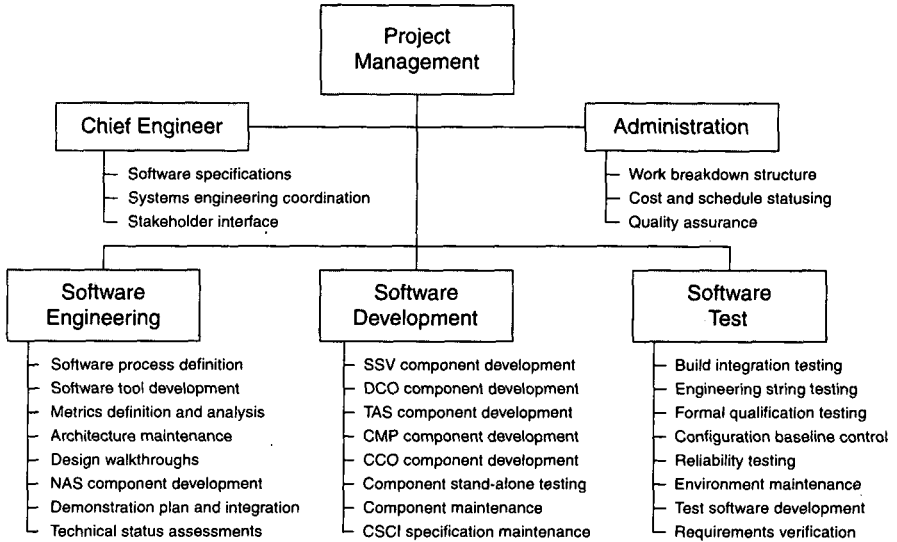 Project
Management
Chief Engineer
Software specifications
Systems engineering coordination
Stakeholder interface
Administration
Work breakdown structure
Cost and schedule statusing
Quality assurance
Software
Engineering
Software process definition
Software tool development
Metrics definition and analysis
Architecture maintenance
Design walkthroughs
NAS component development
Demonstration plan and integration
Technical status assessments
Software
Development
SSV component development
DCO component development
TAS component development
CMP component development
CCO component development
Component stand-alone testing
Component maintenance
CSCI specification maintenance
Software
Test
Build integration testing
Engineering string testing
Formal qualification testing
Configuration baseline control
Reliability testing
Environment maintenance
Test software development
Requirements verification